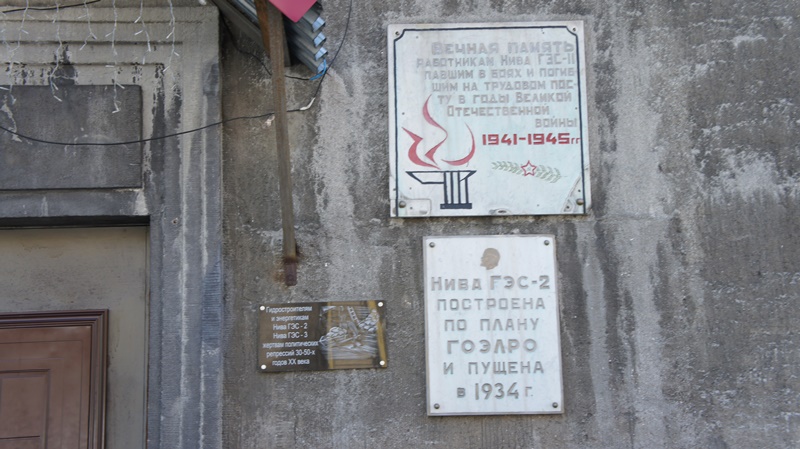 Вечная память
работникам Нива ГЭС-II
павшим в боях и погиб
шим на трудовом пос-
ту в годы Великой
Отечественной
войны
1941-1945гг
Нива ГЭС-2
построена
по плану
ГОЭЛРО
и пущена
в 1934 г.
Гидростроителям
и энергетикам
Нива ГЭС - 2
Нива ГЭС - 3
жертвам политических
репрессий 30-50-х
годов XX века